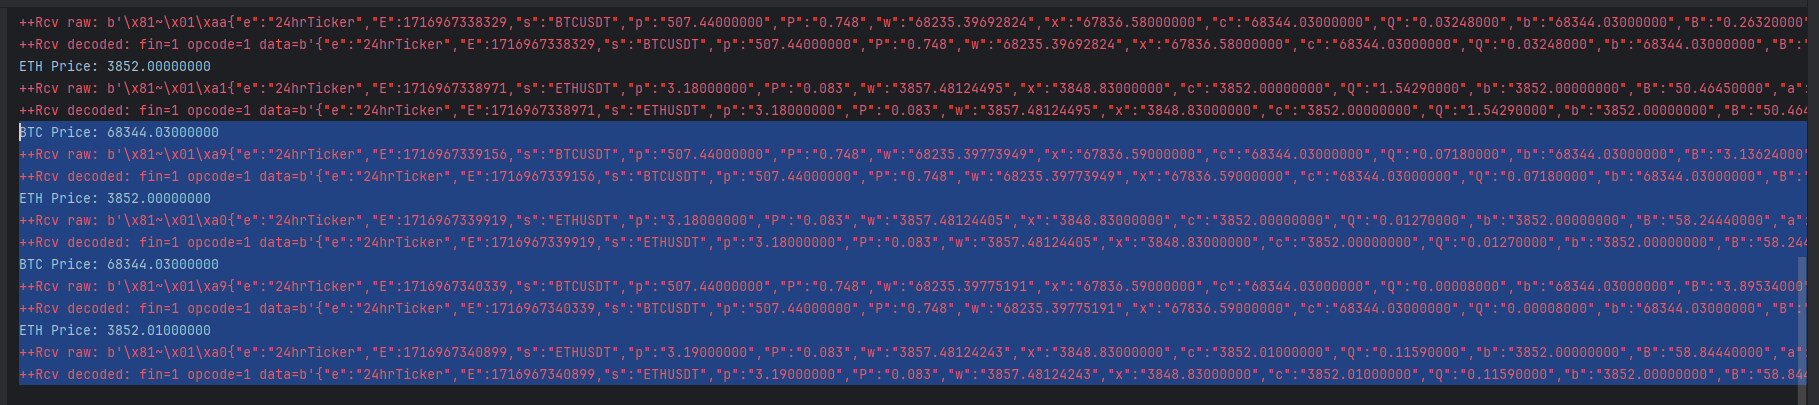 ++Rcv raw: b'\x81~\x01\xaa{"e":"24hrTicker","E":1716967338329,"s":"BTCUSDT","p":"507.44000000","P":"0.748","w":"68235.39692824","x":"67836.58000000","c":"68344.03000000","Q":"0.03248000","b":"68344.03000000","B":"0.26320000"
++Rcv decoded: fin=1 opcode=1 data=b'{"e":"24hrTicker","E":1716967338329,"s":"BTCUSDT","p":"507.44000000","P":"0.748","w":"68235.39692824","x":"67836.58000000","c":"68344.03000000","Q":"0.03248000","b":"68344.03000000","B":"
ETH Price: 3852.00000000
++Rcv raw: b'\x81~\x01\xa1{"e":"24hrTicker","E":1716967338971,"s":"ETHUSDT","p":"3.18000000","P":"0.083","w":"3857.48124495","x":"3848.83000000","c":"3852.00000000","Q":"1.54290000","b":"3852.00000000","B":"50.46450000","a":
++Rcv decoded: fin=1 opcode=1 data=b'{"e":"24hrTicker","E":1716967338971,"s":"ETHUSDT","p":"3.18000000","P":"0.083","w":"3857.48124495","x":"3848.83000000","c":"3852.00000000","Q":"1.54290000","b":"3852.00000000","B":"50.464
BTC Price: 68344.03000000
++Rcv raw: b'\x81~\x01\xa9{"e":"24hrTicker","E":1716967339156,"s":"BTCUSDT","p":"507.44000000","P":"0.748","w":"68235.39773949","x":"67836.59000000","c":"68344.03000000","Q":"0.07180000","b":"68344.03000000","B":"3.13624000"
++Rcv decoded: fin=1 opcode=1 data=b'{"e":"24hrTicker","E":1716967339156,"s":"BTCUSDT","p":"507.44000000","P":"0.748","w":"68235.39773949","x":"67836.59000000","c":"68344.03000000","Q":"0.07180000","b":"68344.03000000","B":"
ETH Price: 3852.00000000
++Rcv raw: b'\x81~\x01\xa0{"e":"24hrTicker","E":1716967339919,"s":"ETHUSDT","p":"3.18000000","P":"0.083","w":"3857.48124405","x":"3848.83000000","c":"3852.00000000","Q":"0.01270000","b":"3852.00000000","B":"58.24440000","a":
++Rcv decoded: fin=1 opcode=1 data=b'{"e":"24hrTicker","E":1716967339919,"s":"ETHUSDT","p":"3.18000000","P":"0.083","w":"3857.48124405","x":"3848.83000000","c":"3852.00000000","Q":"0.01270000","b":"3852.00000000","B":"58.244
BTC Price: 68344.03000000
++Rcv raw: b'\x81~\x01\xa9{"e":"24hrTicker","E":1716967340339,"s":"BTCUSDT","p":"507.44000000","P":"0.748","w":"68235.39775191","x":"67836.59000000","c":"68344.03000000","Q":"0.00008000","b":"68344.03000000","B":"3.89534000"
++Rcv decoded: fin=1 opcode=1 data=b'{"e":"24hrTicker","E":1716967340339,"s":"BTCUSDT","p":"507.44000000","P":"0.748","w":"68235.39775191","x":"67836.59000000","c":"68344.03000000","Q":"0.00008000","b":"68344.03000000","B":"
ETH Price: 3852.01000000
++Rcv raw: b'\x81~\x01\xa0{"e":"24hrTicker","E":1716967340899,"s":"ETHUSDT","p":"3.19000000","P":"0.083","w":"3857.48124243","x":"3848.83000000","c":"3852.01000000","Q":"0.11590000","b":"3852.00000000","B":"58.84440000","a":
++Rcv decoded: fin=1 opcode=1 data=b'{"e":"24hrTicker","E":1716967340899,"s":"ETHUSDT","p":"3.19000000","P":"0.083","w":"3857.48124243","x":"3848.83000000","c":"3852.01000000","Q":"0.11590000","b":"3852.00000000","B":"58.844